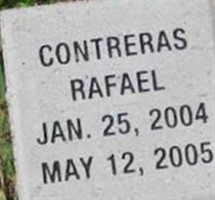 CONTRERAS
RAFAEL
JAN. 25, 2004
MAY 12, 2005